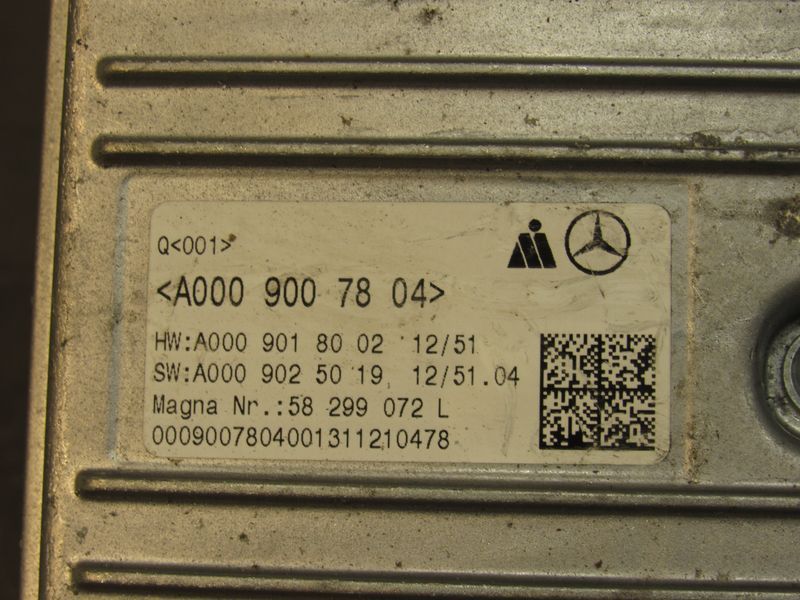 Q<001>
<A000 900 78 04>
HW:A000 901 80 02 12/51
SW:A000 902 50 19, 12/51.04
Magna Nr.:58 299 072 L
0009007804001311210478